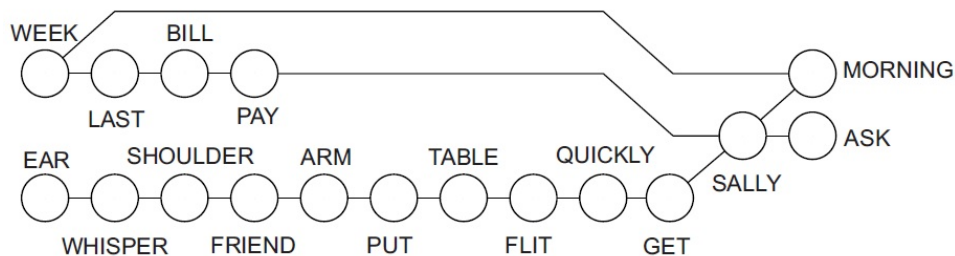 WEEK BILL
MORNING
LAST PAY
ASK
EAR SHOULDER ARM TABLE QUICKLY
SALLY
WHISPER FRIEND PUT FLIT GET